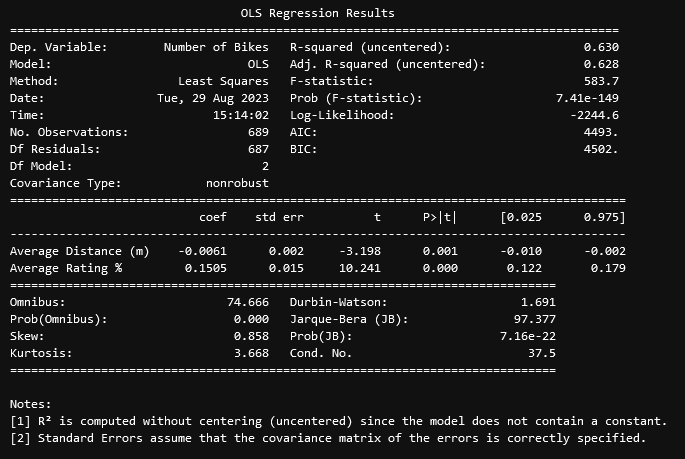 OLS Regression Results
==============================================================================
Dep. Variable: Number of Bikes R-squared (uncentered): 0.630
Model: OLS Adj. R-squared (uncentered): 0.628
Method: Least Squares F-statistic: 583.7
Date: Tue, 29 Aug 2023 Prob (F-statistic): 7.41e-149
Time: 15:14:02 Log-Likelihood: -2244.6
No. Observations: 689 AIC: 4493.
Df Residuals: 687 BIC: 4502.
Df Model: 2
Covariance Type: nonrobust
==============================================================================
coef std err t P>|t| [0.025 0.975]
------------------------------------------------------------------------------
Average Distance (m) -0.0061 0.002 -3.198 0.001 -0.010 -0.002
Average Rating % 0.1505 0.015 10.241 0.000 0.122 0.179
==============================================================================
Omnibus: 74.666 Durbin-Watson: 1.691
Prob(Omnibus): 0.000 Jarque-Bera (JB): 97.377
Skew: 0.858 Prob(JB): 7.16e-22
Kurtosis: 3.668 Cond. No. 37.5
==============================================================================
Notes:
[1] R² is computed without centering (uncentered) since the model does not contain a constant.
[2] Standard Errors assume that the covariance matrix of the errors is correctly specified.